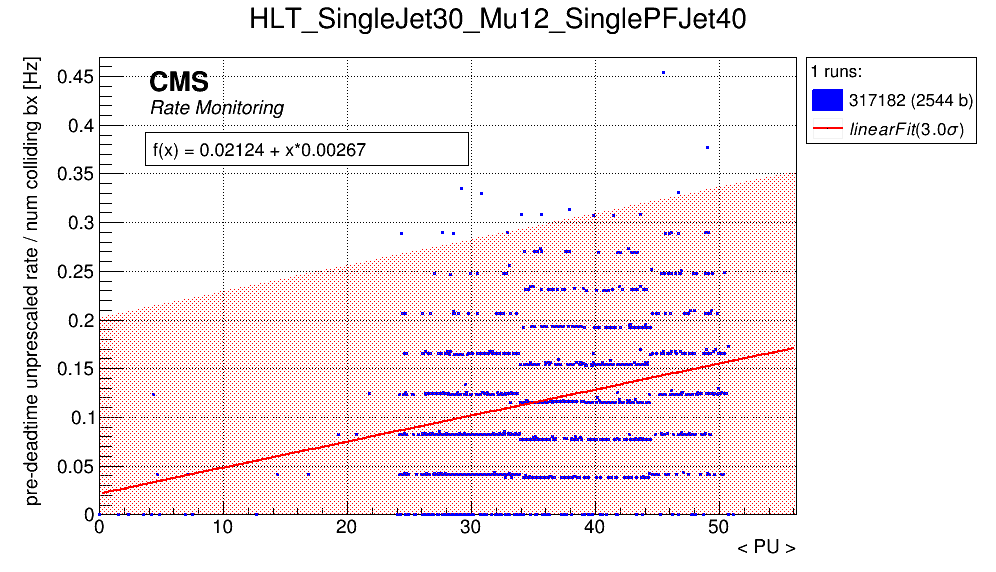 HLT_SingleJet30_Mu12_SinglePFJet40
pre-deadtime unprescaled rate / num colliding bx [Hz]
0.45
0.4
0.35
0.3
0.25
0.2
0.15
0.1
0.05
0
CMS
Rate Monitoring
f(x) = 0.02124 + x*0.00267
0 10 20 30 40 50
< PU >
1 runs:
317182 (2544 b)
linearFit(3.0σ)